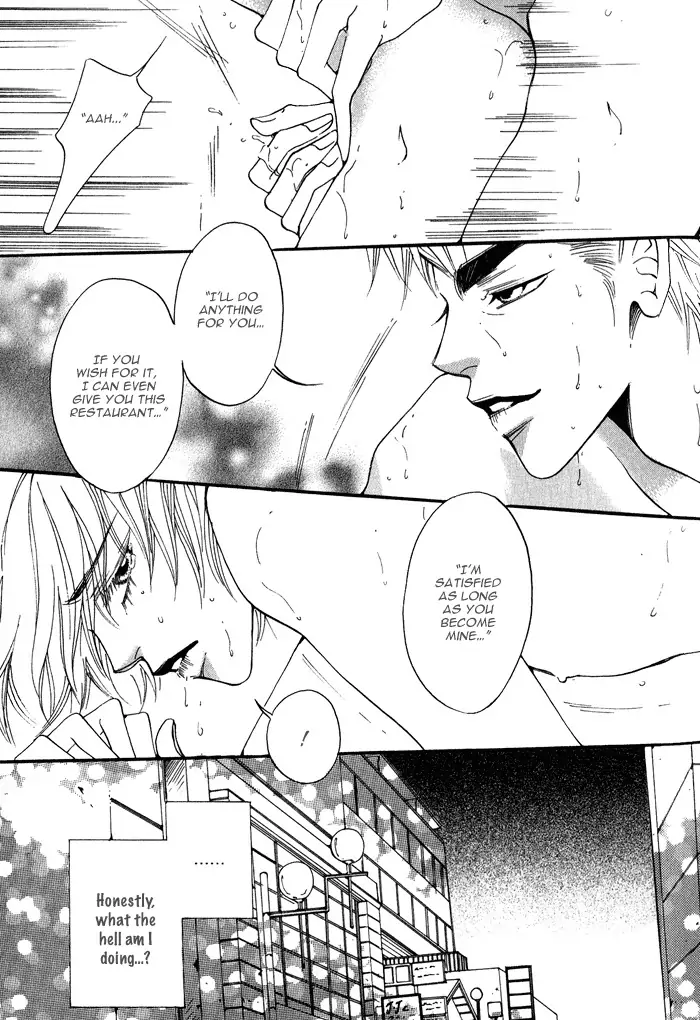 "AAH..."
"I'LL DO
ANYTHING
FOR YOU...
IF YOU
WISH FOR IT,
I CAN EVEN
GIVE YOU THIS
RESTAURANT..."
"I'M
SATISFIED
AS LONG
AS YOU
BECOME
MINE..."
!
......
Honestly,
what the
hell am I
doing...?